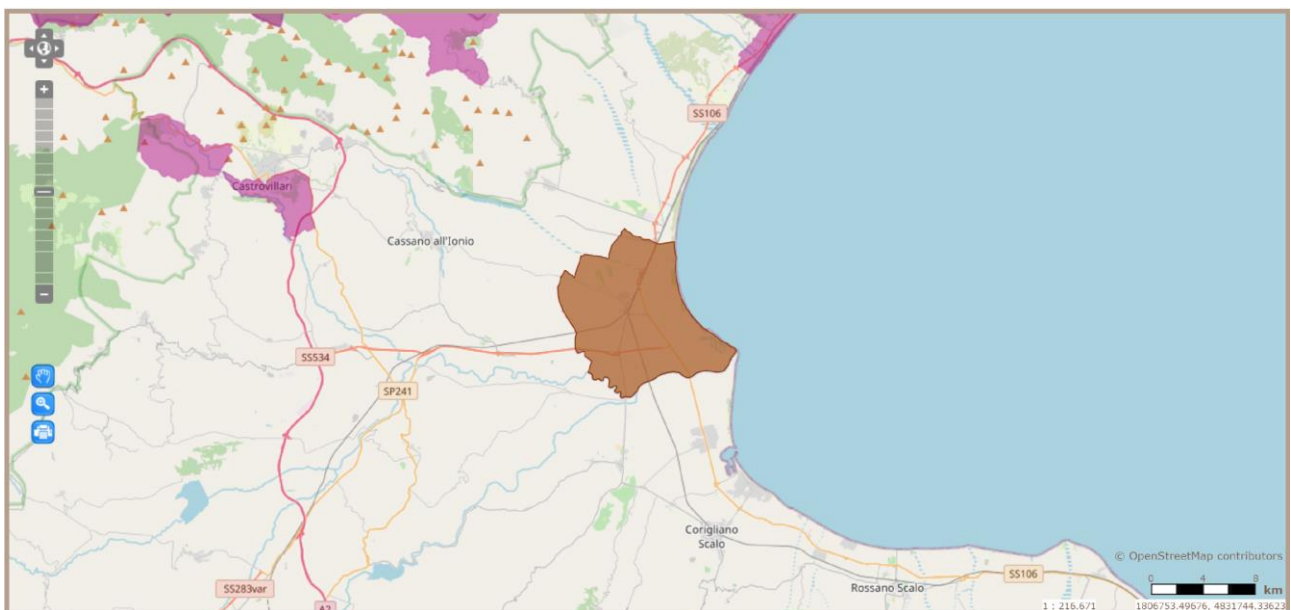 SS106
Castrovillari
Cassano all'Ionio
SS534
SP241
Corigliano
Scalo
© OpenStreetMap contributors
SS106
Rossano Scalo
SS283var
A2
0 4 8
km
1 : 216.671
1806753.49676, 4831744.33623